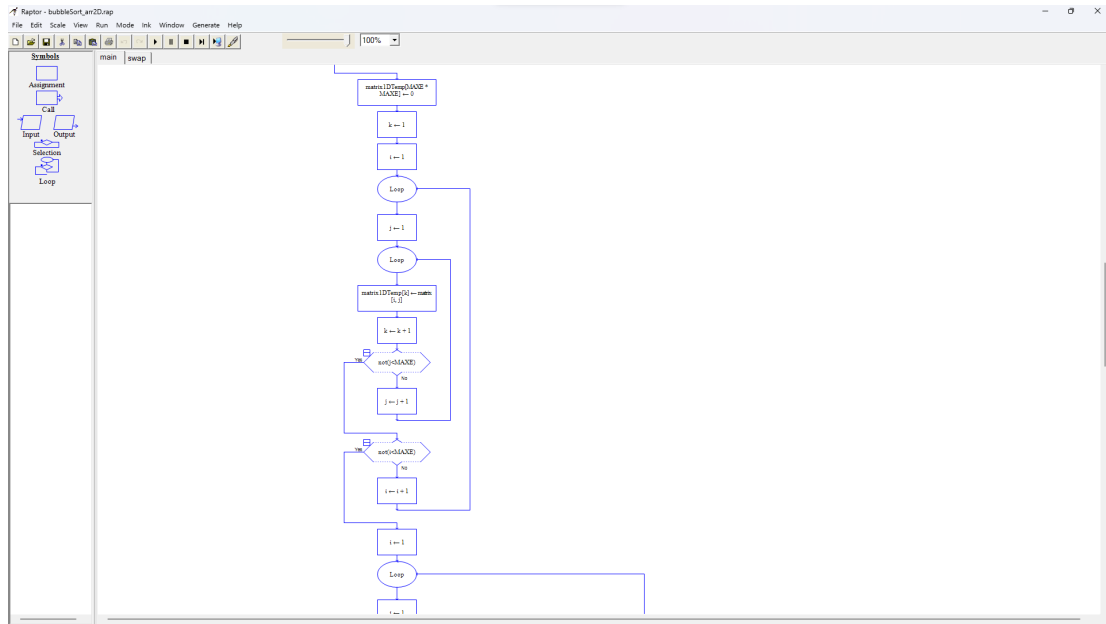 Raptor - bubbleSort_arr2D.rap
File Edit Scale View Run Mode Ink Window Generate Help
100%
Symbols
Assignment
Call
Input Output
Selection
Loop
main swap
matrix1DTemp[MAXE *
MAXE] ← 0
k ← 1
i ← 1
Loop
j ← 1
Loop
matrix1DTemp[k] ← matrix
[i, j]
k ← k + 1
Yes not(j<MAXE)
No
j ← j + 1
Yes not(i<MAXE)
No
i ← i + 1
i ← 1
Loop